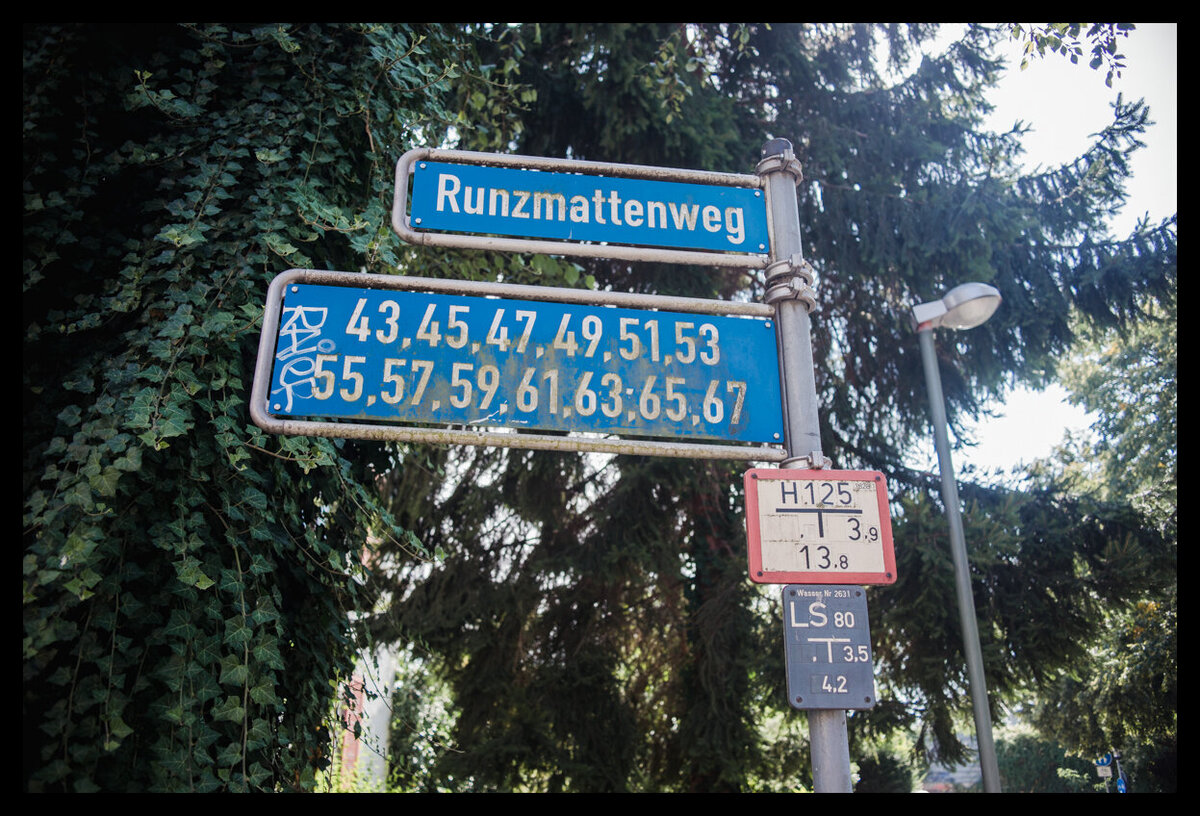 Runzmattenweg
43,45,47,49,51,53
55,57,59,61,63,65,67
H 125
3,9
13,8
Wasser Nr 2631
LS 80
3,5
4,2